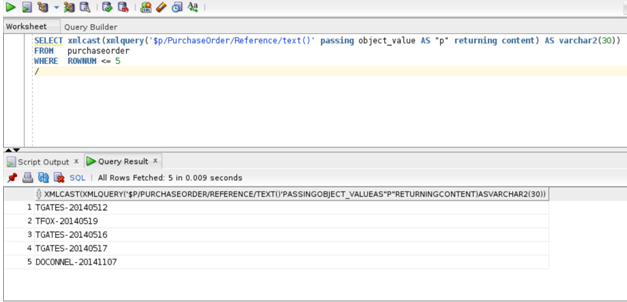 Worksheet Query Builder
SELECT xmlcast(xmlquery('$p/PurchaseOrder/Reference/text()' passing object_value AS "p" returning content) AS varchar2(30))
FROM purchaseorder
WHERE ROWNUM <= 5
/
Script Output x Query Result x
SQL | All Rows Fetched: 5 in 0.009 seconds
XMLCAST(XMLQUERY('$P/PURCHASEORDER/REFERENCE/TEXT()'PASSINGOBJECT_VALUEAS"P"RETURNINGCONTENT)ASVARCHAR2(30))
1 TGATES-20140512
2 TFOX-20140519
3 TGATES-20140516
4 TGATES-20140517
5 DOCONNEL-20141107